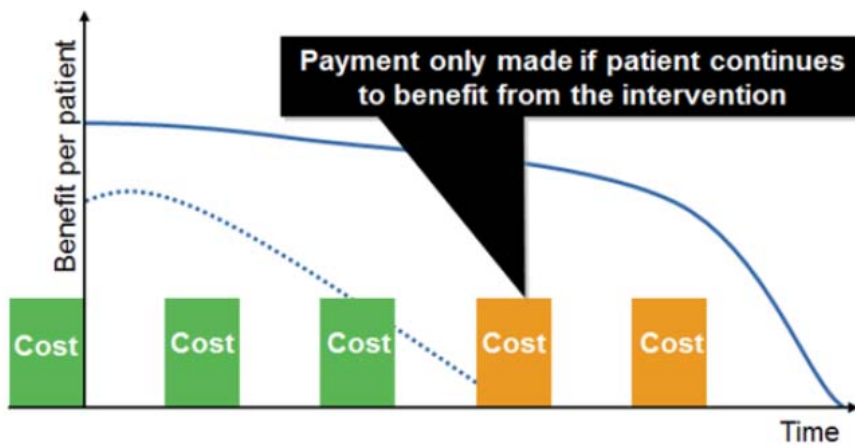 Payment only made if patient continues
to benefit from the intervention
Benefit per patient
Cost
Cost
Cost
Cost
Cost
Time